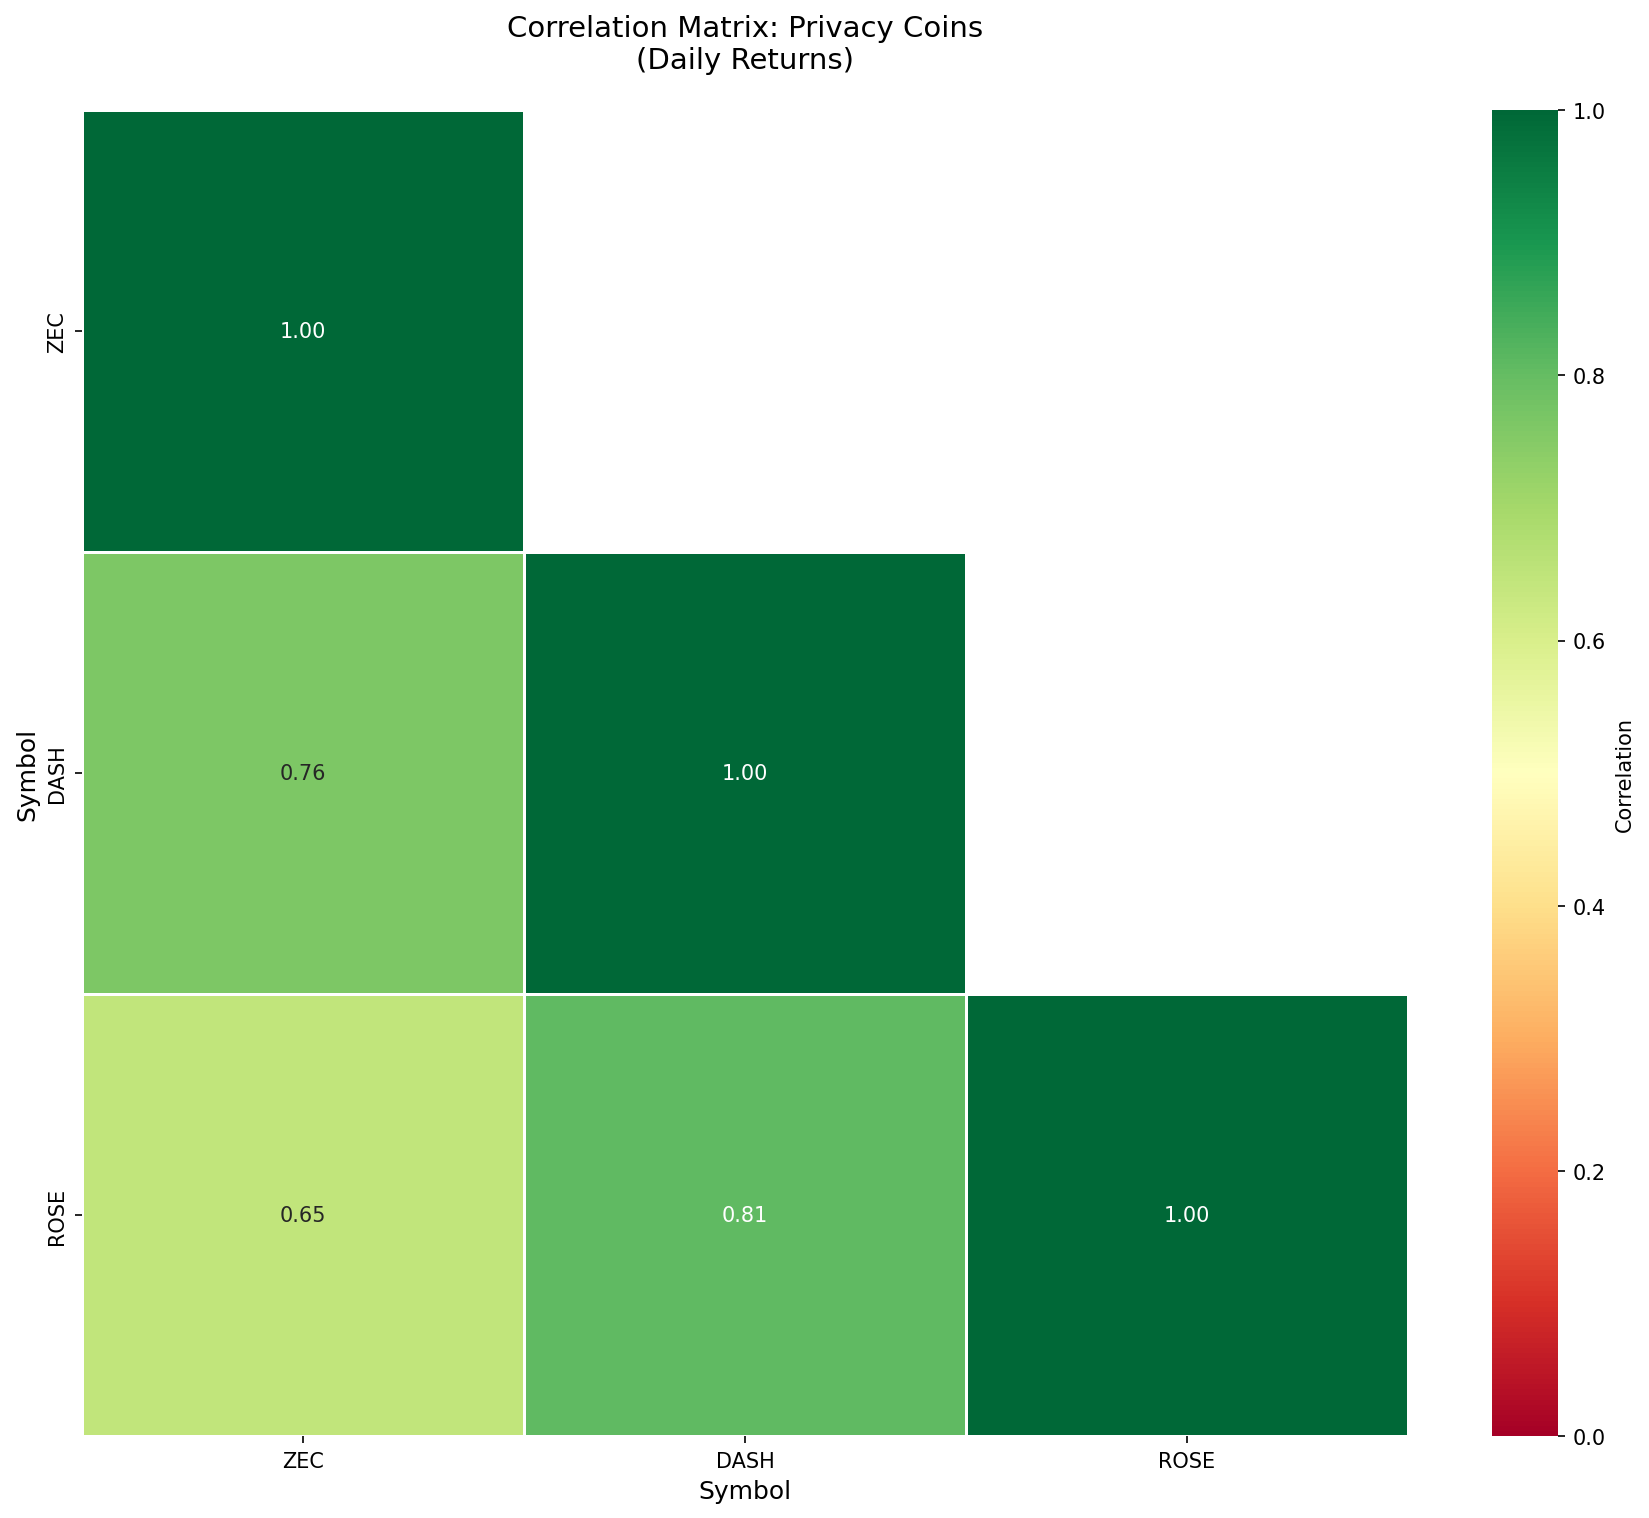 Correlation Matrix: Privacy Coins
(Daily Returns)
1.0
0.8
0.6
0.4
0.2
0.0
Correlation
Symbol
ZEC
1.00
DASH
0.76
1.00
ROSE
0.65
0.81
1.00
ZEC
DASH
ROSE
Symbol